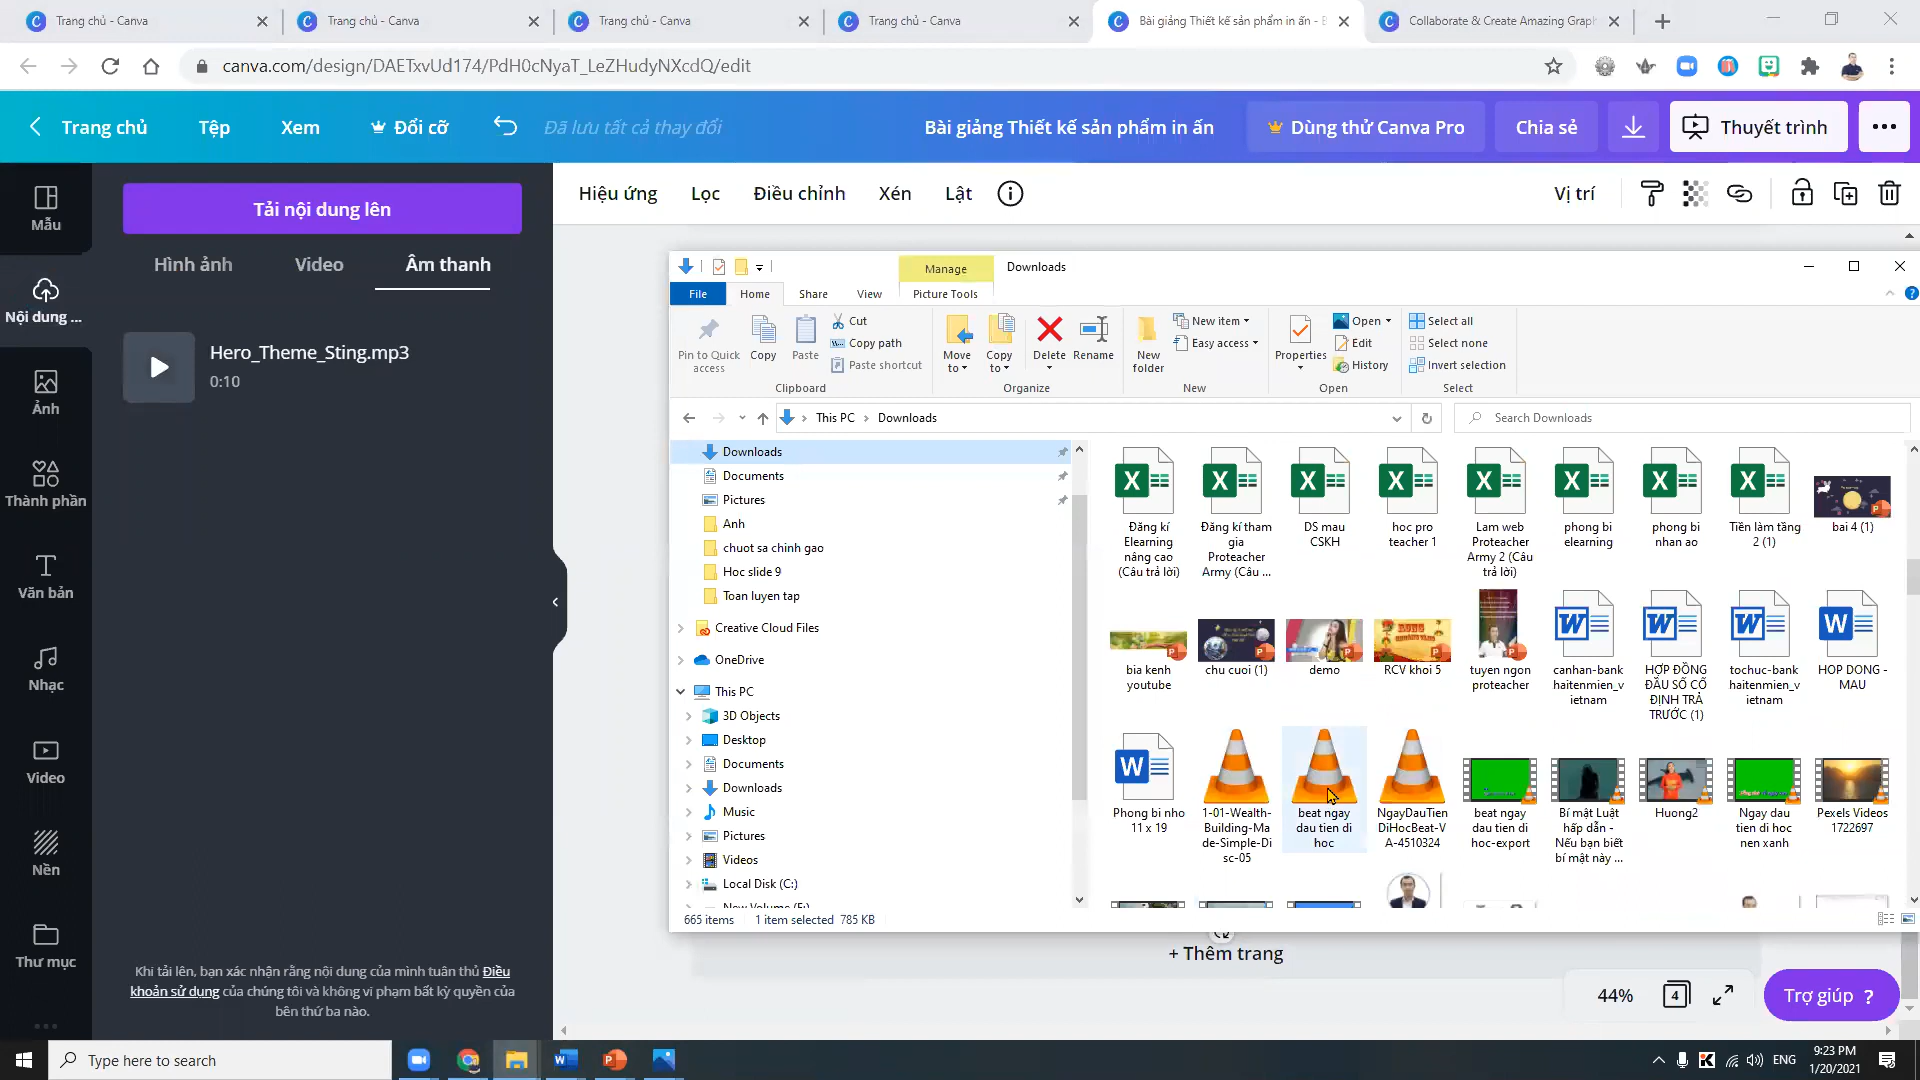 Trang chủ - Canva
Trang chủ - Canva
Trang chủ - Canva
Trang chủ - Canva
Bài giảng Thiết kế sản phẩm in ấn - B
Collaborate & Create Amazing Grap
canva.com/design/DAETxvUd174/PdH0cNyaT_LeZHudyNXcdQ/edit
Trang chủ
Tệp
Xem
Đổi cỡ
Đã lưu tất cả thay đổi
Bài giảng Thiết kế sản phẩm in ấn
Dùng thử Canva Pro
Chia sẻ
Thuyết trình
Mẫu
Nội dung ...
Ảnh
Thành phần
Văn bản
Nhạc
Video
Nền
Thư mục
Tải nội dung lên
Hình ảnh
Video
Âm thanh
Hero_Theme_Sting.mp3
0:10
Khi tải lên, bạn xác nhận rằng nội dung của mình tuân thủ Điều
khoản sử dụng của chúng tôi và không vi phạm bất kỳ quyền của
bên thứ ba nào.
Hiệu ứng
Lọc
Điều chỉnh
Xén
Lật
Vị trí
Manage
Downloads
File
Home
Share
View
Picture Tools
Pin to Quick
access
Copy
Paste
Cut
Copy path
Paste shortcut
Clipboard
Move
to
Copy
to
Delete
Rename
Organize
New
folder
New item
Easy access
New
Properties
Open
Edit
History
Open
Select all
Select none
Invert selection
Select
This PC
Downloads
Search Downloads
Downloads
Documents
Pictures
Anh
chuot sa chinh gao
Hoc slide 9
Toan luyen tap
Creative Cloud Files
OneDrive
This PC
3D Objects
Desktop
Documents
Downloads
Music
Pictures
Videos
Local Disk (C:)
New Volume (E:)
Đăng kí
Elearning
nâng cao
(Câu trả lời)
Đăng kí tham
gia
Proteacher
Army (Câu ...
DS mau
CSKH
hoc pro
teacher 1
Lam web
Proteacher
Army 2 (Câu
trả lời)
phong bi
elearning
phong bi
nhan ao
Tiền làm tầng
2 (1)
bai 4 (1)
bia kenh
youtube
chu cuoi (1)
demo
RCV khoi 5
tuyen ngon
proteacher
canhan-bank
haitenmien_v
ietnam
HỢP ĐỒNG
ĐẦU SỐ CỐ
ĐỊNH TRẢ
TRƯỚC (1)
tochuc-bank
haitenmien_v
ietnam
HOP DONG -
MAU
Phong bi nho
11 x 19
1-01-Wealth-
Building-Ma
de-Simple-Di
sc-05
beat ngay
dau tien di
hoc
NgayDauTien
DiHocBeat-V
A-4510324
beat ngay
dau tien di
hoc-export
Bí mật Luật
hấp dẫn -
Nếu bạn biết
bí mật này ...
Huong2
Ngay dau
tien di hoc
nen xanh
Pexels Videos
1722697
665 items
1 item selected 785 KB
+ Thêm trang
44%
4
Trợ giúp ?
Type here to search
ENG
9:23 PM
1/20/2021